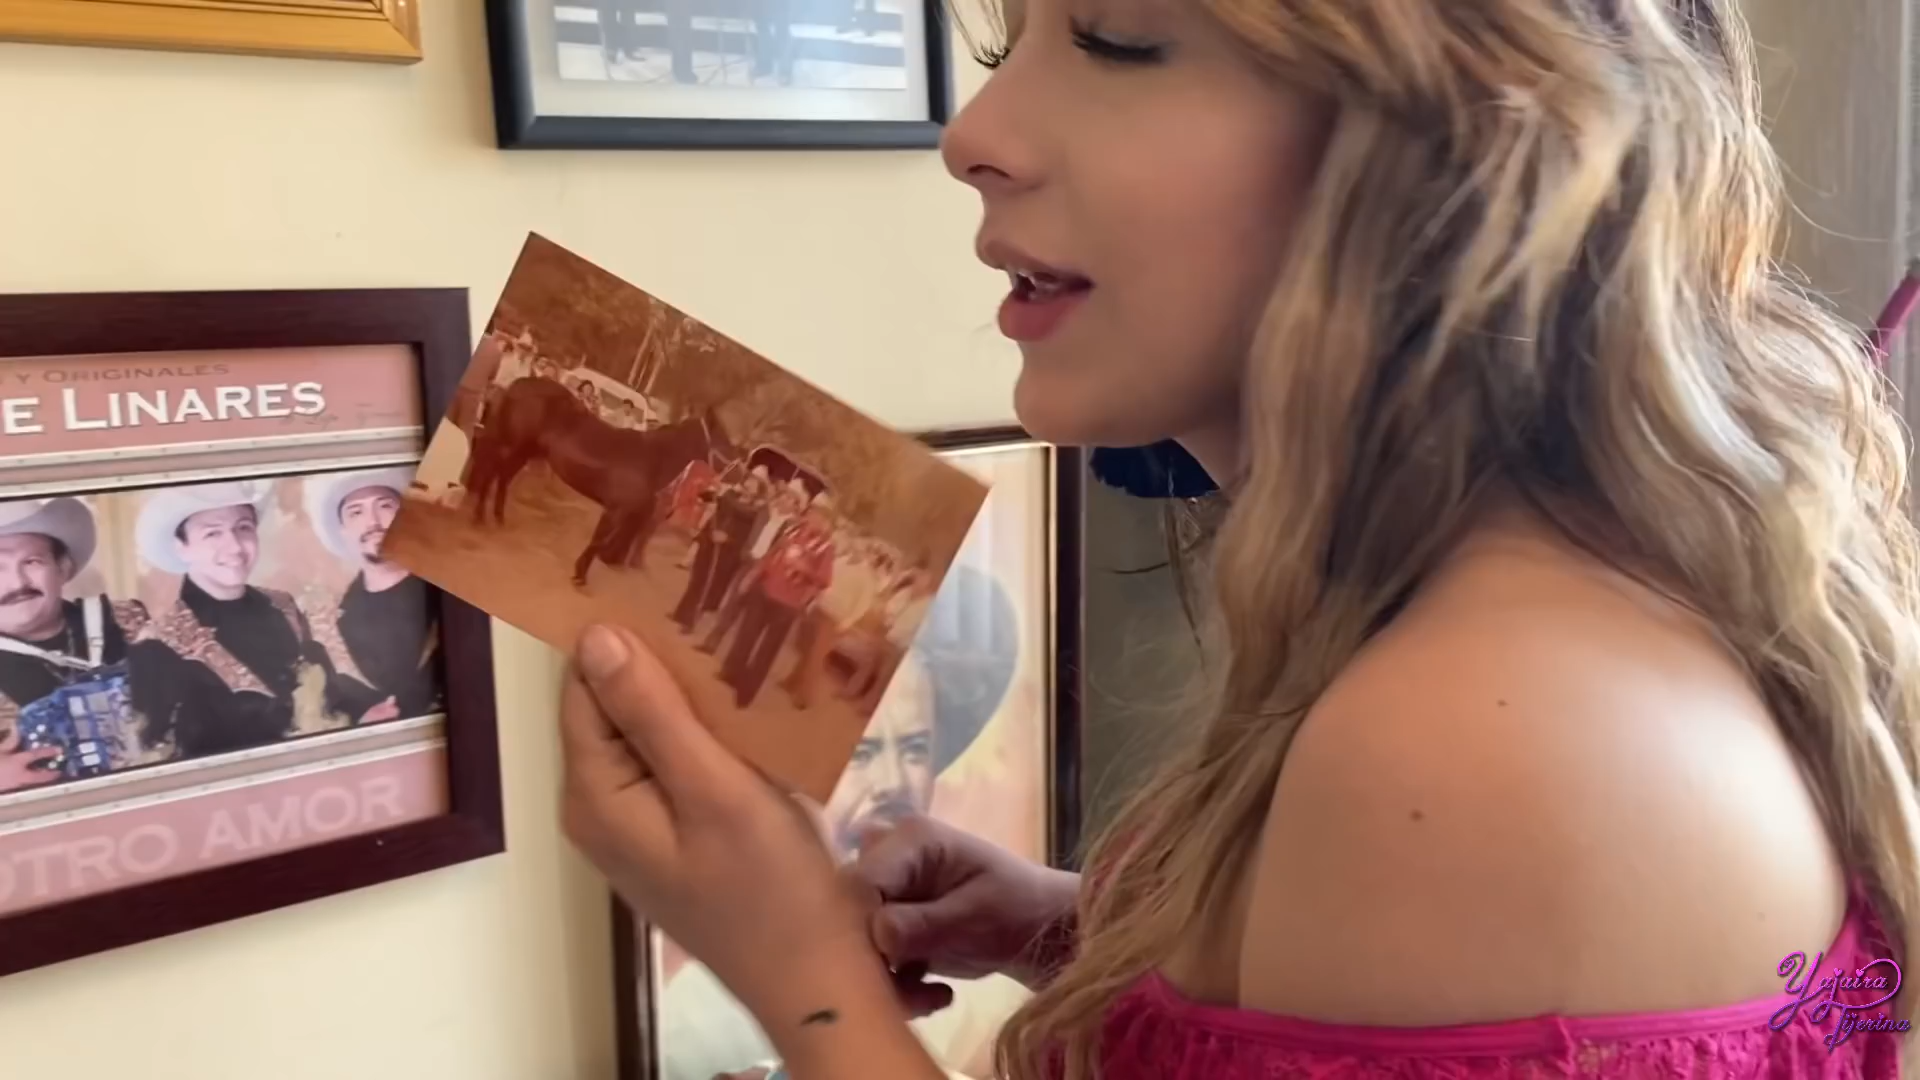 Y ORIGINALES
E LINARES
OTRO AMOR
Yajaira
Tijerina